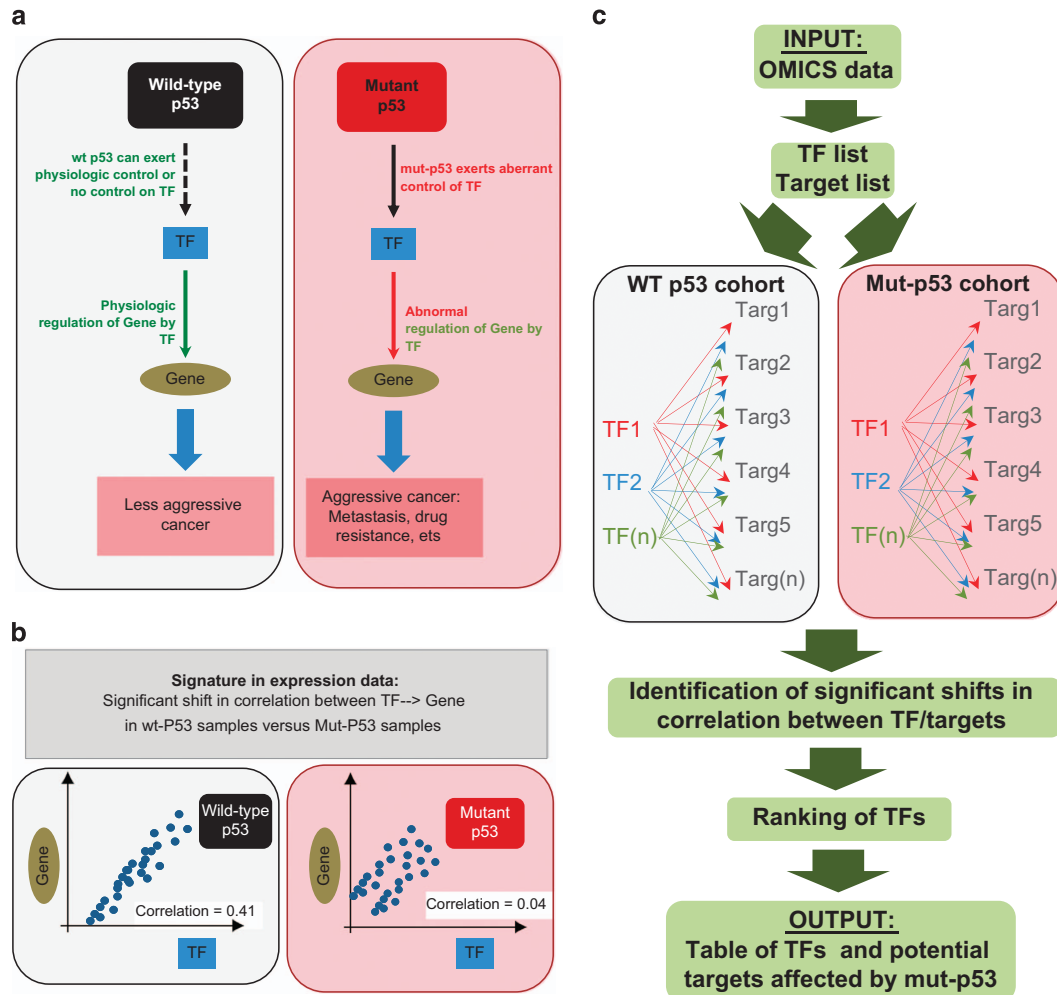 a
Wild-type
p53
wt p53 can exert
physiologic control or
no control on TF
TF
Physiologic
regulation of Gene by
TF
Gene
Less aggressive
cancer
Mutant
p53
mut-p53 exerts aberrant
control of TF
TF
Abnormal
regulation of Gene by
TF
Gene
Aggressive cancer:
Metastasis, drug
resistance, ets
b
Signature in expression data:
Significant shift in correlation between TF--> Gene
in wt-P53 samples versus Mut-P53 samples
Wild-type
p53
Gene
Correlation = 0.41
TF
Mutant
p53
Gene
Correlation = 0.04
TF
c
INPUT:
OMICS data
TF list
Target list
WT p53 cohort
Targ1
Targ2
Targ3
TF1
Targ4
TF2
Targ5
TF(n)
Targ(n)
Mut-p53 cohort
Targ1
Targ2
Targ3
TF1
Targ4
TF2
Targ5
TF(n)
Targ(n)
Identification of significant shifts in
correlation between TF/targets
Ranking of TFs
OUTPUT:
Table of TFs and potential
targets affected by mut-p53